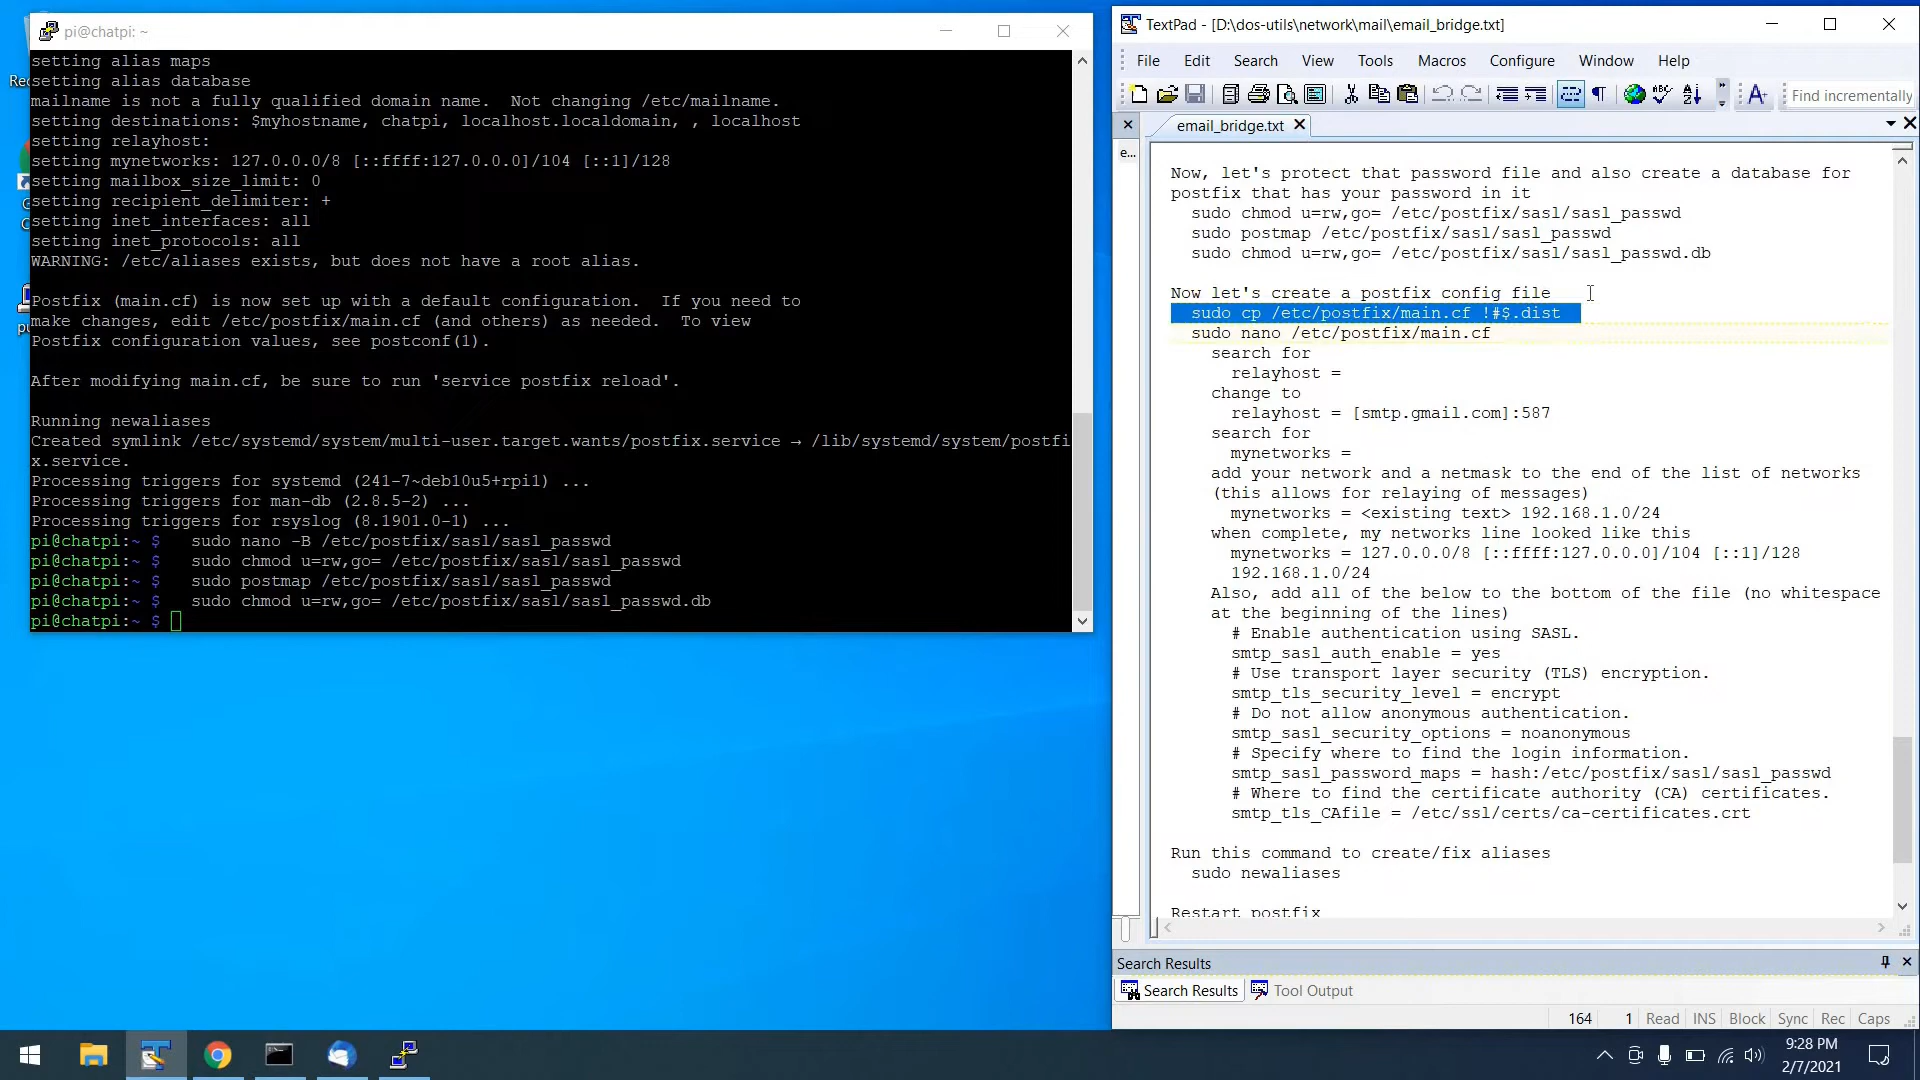 pi@chatpi: ~
setting alias maps
setting alias database
mailname is not a fully qualified domain name.  Not changing /etc/mailname.
setting destinations: $myhostname, chatpi, localhost.localdomain, , localhost
setting relayhost:
setting mynetworks: 127.0.0.0/8 [::ffff:127.0.0.0]/104 [::1]/128
setting mailbox_size_limit: 0
setting recipient_delimiter: +
setting inet_interfaces: all
setting inet_protocols: all
WARNING: /etc/aliases exists, but does not have a root alias.
Postfix (main.cf) is now set up with a default configuration.  If you need to
make changes, edit /etc/postfix/main.cf (and others) as needed.  To view
Postfix configuration values, see postconf(1).
After modifying main.cf, be sure to run 'service postfix reload'.
Running newaliases
Created symlink /etc/systemd/system/multi-user.target.wants/postfix.service → /lib/systemd/system/postfi
x.service.
Processing triggers for systemd (241-7~deb10u5+rpi1) ...
Processing triggers for man-db (2.8.5-2) ...
Processing triggers for rsyslog (8.1901.0-1) ...
pi@chatpi:~ $   sudo nano -B /etc/postfix/sasl/sasl_passwd
pi@chatpi:~ $   sudo chmod u=rw,go= /etc/postfix/sasl/sasl_passwd
pi@chatpi:~ $   sudo postmap /etc/postfix/sasl/sasl_passwd
pi@chatpi:~ $   sudo chmod u=rw,go= /etc/postfix/sasl/sasl_passwd.db
pi@chatpi:~ $
TextPad - [D:\dos-utils\network\mail\email_bridge.txt]
File Edit Search View Tools Macros Configure Window Help
Find incrementally
email_bridge.txt
e...
Now, let's protect that password file and also create a database for
postfix that has your password in it
sudo chmod u=rw,go= /etc/postfix/sasl/sasl_passwd
sudo postmap /etc/postfix/sasl/sasl_passwd
sudo chmod u=rw,go= /etc/postfix/sasl/sasl_passwd.db
Now let's create a postfix config file
sudo cp /etc/postfix/main.cf !#$.dist
sudo nano /etc/postfix/main.cf
search for
relayhost =
change to
relayhost = [smtp.gmail.com]:587
search for
mynetworks =
add your network and a netmask to the end of the list of networks
(this allows for relaying of messages)
mynetworks = <existing text> 192.168.1.0/24
when complete, my networks line looked like this
mynetworks = 127.0.0.0/8 [::ffff:127.0.0.0]/104 [::1]/128
192.168.1.0/24
Also, add all of the below to the bottom of the file (no whitespace
at the beginning of the lines)
# Enable authentication using SASL.
smtp_sasl_auth_enable = yes
# Use transport layer security (TLS) encryption.
smtp_tls_security_level = encrypt
# Do not allow anonymous authentication.
smtp_sasl_security_options = noanonymous
# Specify where to find the login information.
smtp_sasl_password_maps = hash:/etc/postfix/sasl/sasl_passwd
# Where to find the certificate authority (CA) certificates.
smtp_tls_CAfile = /etc/ssl/certs/ca-certificates.crt
Run this command to create/fix aliases
sudo newaliases
Restart postfix
Search Results
Search Results Tool Output
164 1 Read INS Block Sync Rec Caps
9:28 PM
2/7/2021